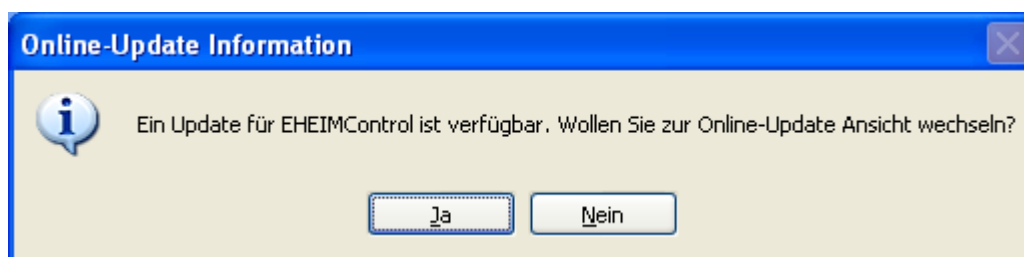 Online-Update Information
Ein Update für EHEIMControl ist verfügbar. Wollen Sie zur Online-Update Ansicht wechseln?
Ja
Nein